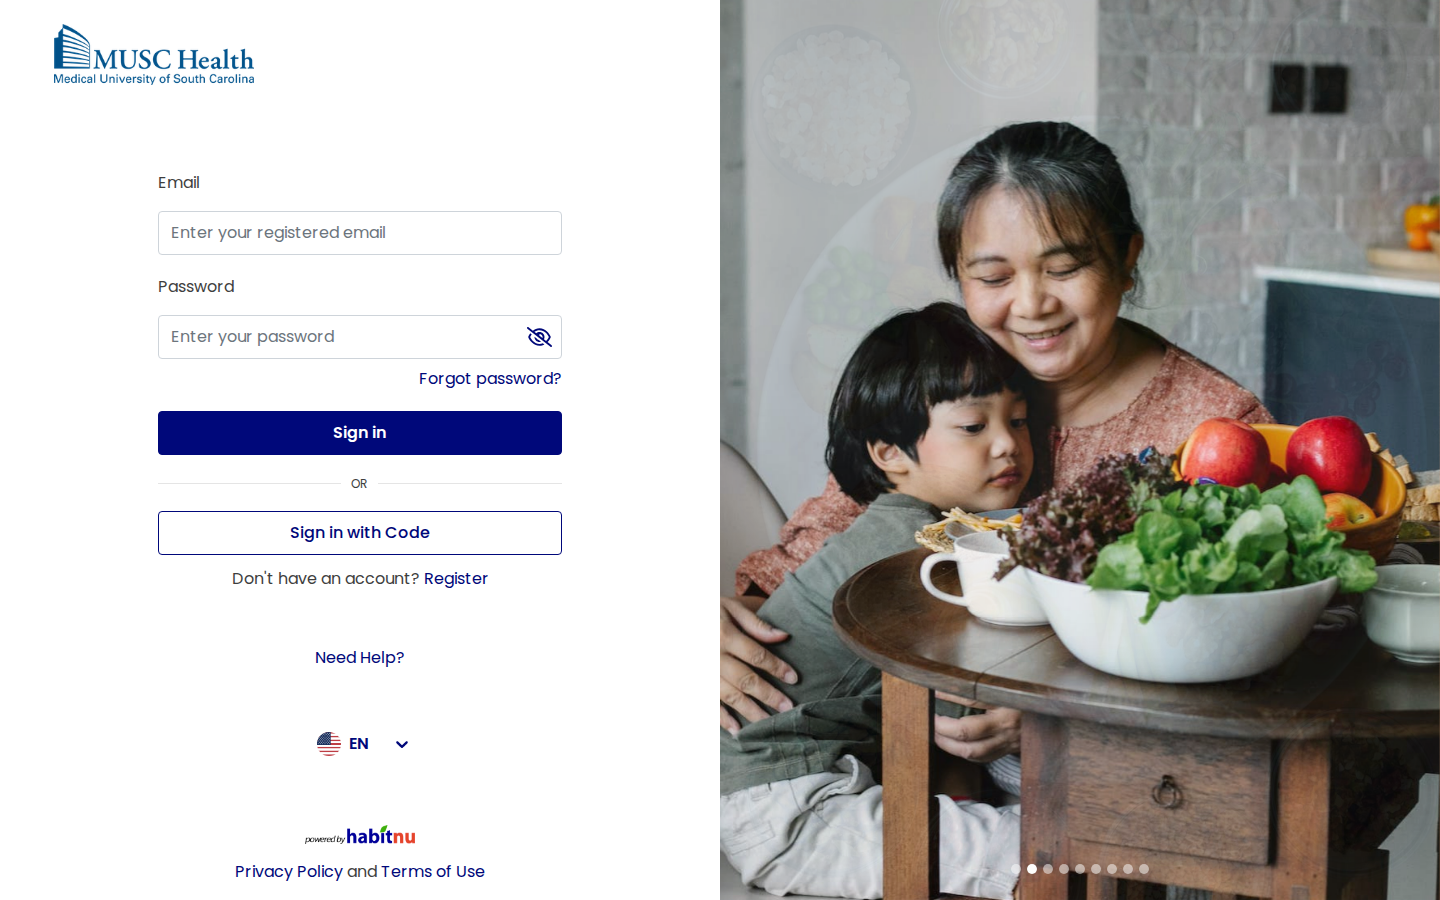 MUSC Health
Medical University of South Carolina
Email
Enter your registered email
Password
Enter your password
Forgot password?
Sign in
OR
Sign in with Code
Don't have an account? Register
Need Help?
EN
powered by habitnu
Privacy Policy and Terms of Use